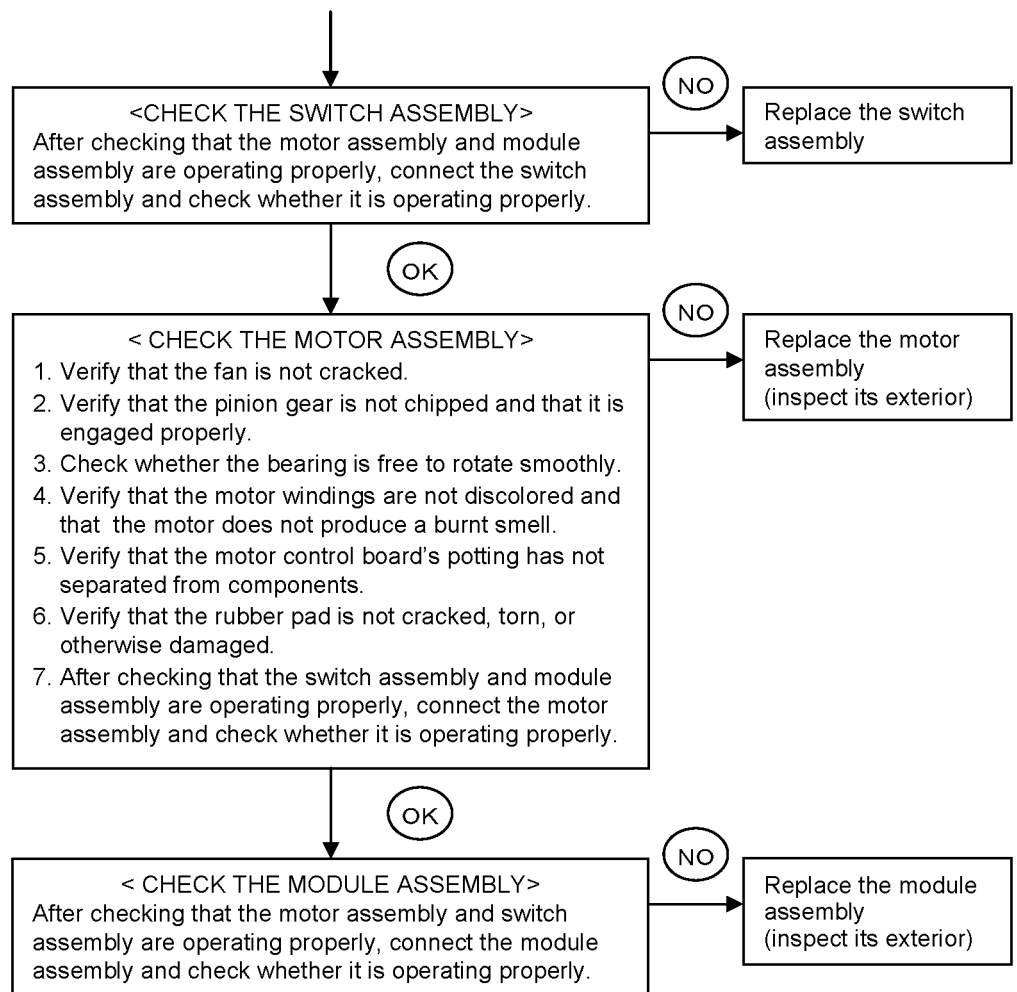 NO
<CHECK THE SWITCH ASSEMBLY>
After checking that the motor assembly and module
assembly are operating properly, connect the switch
assembly and check whether it is operating properly.
Replace the switch
assembly
OK
NO
< CHECK THE MOTOR ASSEMBLY>
1. Verify that the fan is not cracked.
2. Verify that the pinion gear is not chipped and that it is
engaged properly.
3. Check whether the bearing is free to rotate smoothly.
4. Verify that the motor windings are not discolored and
that the motor does not produce a burnt smell.
5. Verify that the motor control board’s potting has not
separated from components.
6. Verify that the rubber pad is not cracked, torn, or
otherwise damaged.
7. After checking that the switch assembly and module
assembly are operating properly, connect the motor
assembly and check whether it is operating properly.
Replace the motor
assembly
(inspect its exterior)
OK
NO
< CHECK THE MODULE ASSEMBLY>
After checking that the motor assembly and switch
assembly are operating properly, connect the module
assembly and check whether it is operating properly.
Replace the module
assembly
(inspect its exterior)